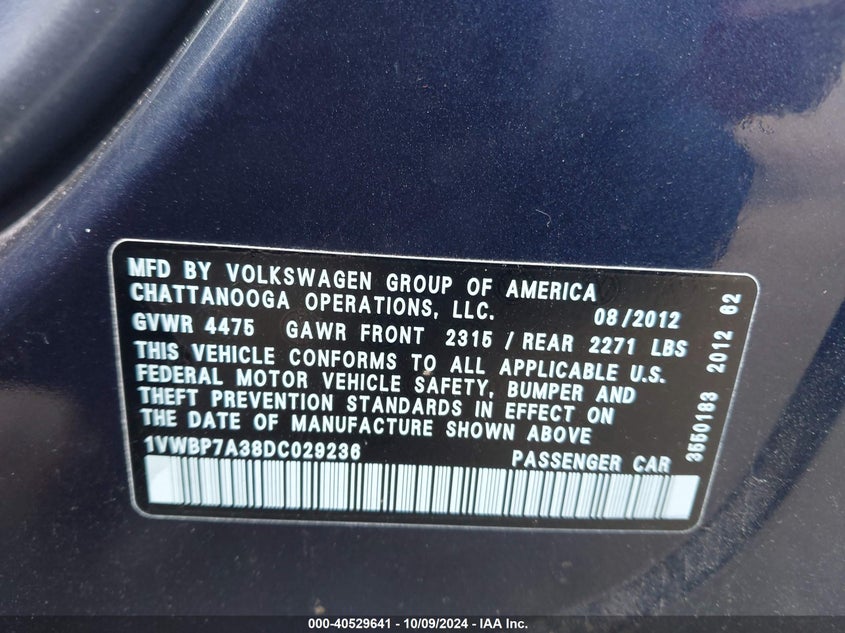 MFD BY VOLKSWAGEN GROUP OF AMERICA
CHATTANOOGA OPERATIONS, LLC. 08/2012
GVWR 4475 GAWR FRONT 2315 / REAR 2271 LBS
THIS VEHICLE CONFORMS TO ALL APPLICABLE U.S.
FEDERAL MOTOR VEHICLE SAFETY, BUMPER AND
THEFT PREVENTION STANDARDS IN EFFECT ON
THE DATE OF MANUFACTURE SHOWN ABOVE
1VWBP7A38DC029236 PASSENGER CAR
3550183 2012 62
000-40529641 - 10/09/2024 - IAA Inc.